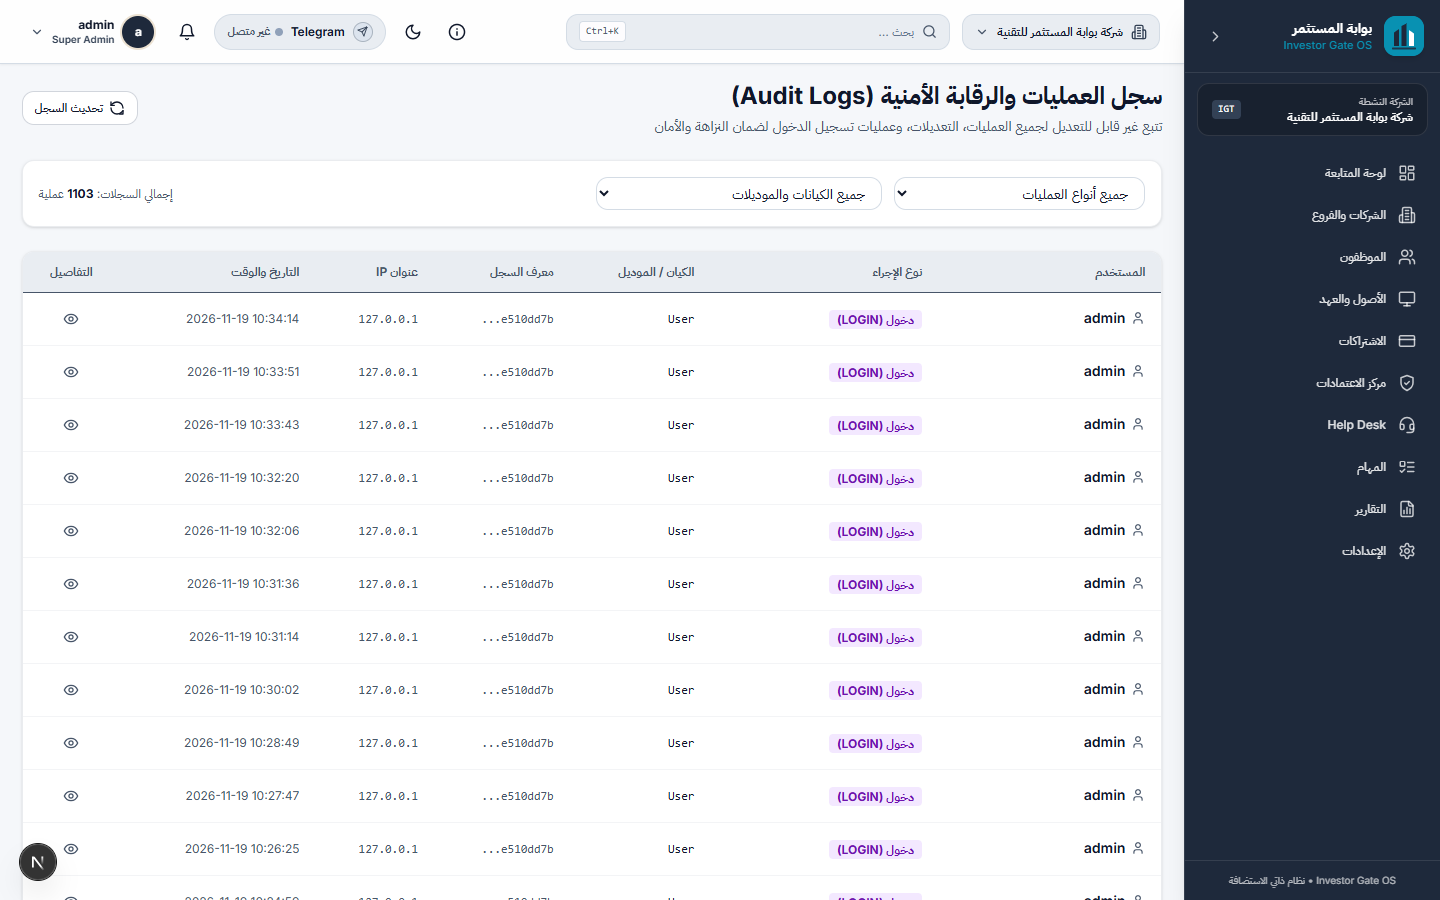 بوابة المستثمر
Investor Gate OS
الشركة النشطة
شركة بوابة المستثمر للتقنية
IGT
لوحة المتابعة
الشركات والفروع
الموظفون
الأصول والعهد
الاشتراكات
مركز الاعتمادات
Help Desk
المهام
التقارير
الإعدادات
Investor Gate OS • نظام ذاتي الاستضافة
شركة بوابة المستثمر للتقنية
بحث ...
Ctrl+K
Telegram غير متصل
admin
Super Admin
a
سجل العمليات والرقابة الأمنية (Audit Logs)
تتبع غير قابل للتعديل لجميع العمليات، التعديلات، وعمليات تسجيل الدخول لضمان النزاهة والأمان
تحديث السجل
جميع أنواع العمليات
جميع الكيانات والموديلات
إجمالي السجلات: 1103 عملية
المستخدم نوع الإجراء الكيان / الموديل معرف السجل عنوان IP التاريخ والوقت التفاصيل
admin دخول (LOGIN) User ...e510dd7b 127.0.0.1 2026-11-19 10:34:14
admin دخول (LOGIN) User ...e510dd7b 127.0.0.1 2026-11-19 10:33:51
admin دخول (LOGIN) User ...e510dd7b 127.0.0.1 2026-11-19 10:33:43
admin دخول (LOGIN) User ...e510dd7b 127.0.0.1 2026-11-19 10:32:20
admin دخول (LOGIN) User ...e510dd7b 127.0.0.1 2026-11-19 10:32:06
admin دخول (LOGIN) User ...e510dd7b 127.0.0.1 2026-11-19 10:31:36
admin دخول (LOGIN) User ...e510dd7b 127.0.0.1 2026-11-19 10:31:14
admin دخول (LOGIN) User ...e510dd7b 127.0.0.1 2026-11-19 10:30:02
admin دخول (LOGIN) User ...e510dd7b 127.0.0.1 2026-11-19 10:28:49
admin دخول (LOGIN) User ...e510dd7b 127.0.0.1 2026-11-19 10:27:47
admin دخول (LOGIN) User ...e510dd7b 127.0.0.1 2026-11-19 10:26:25
N